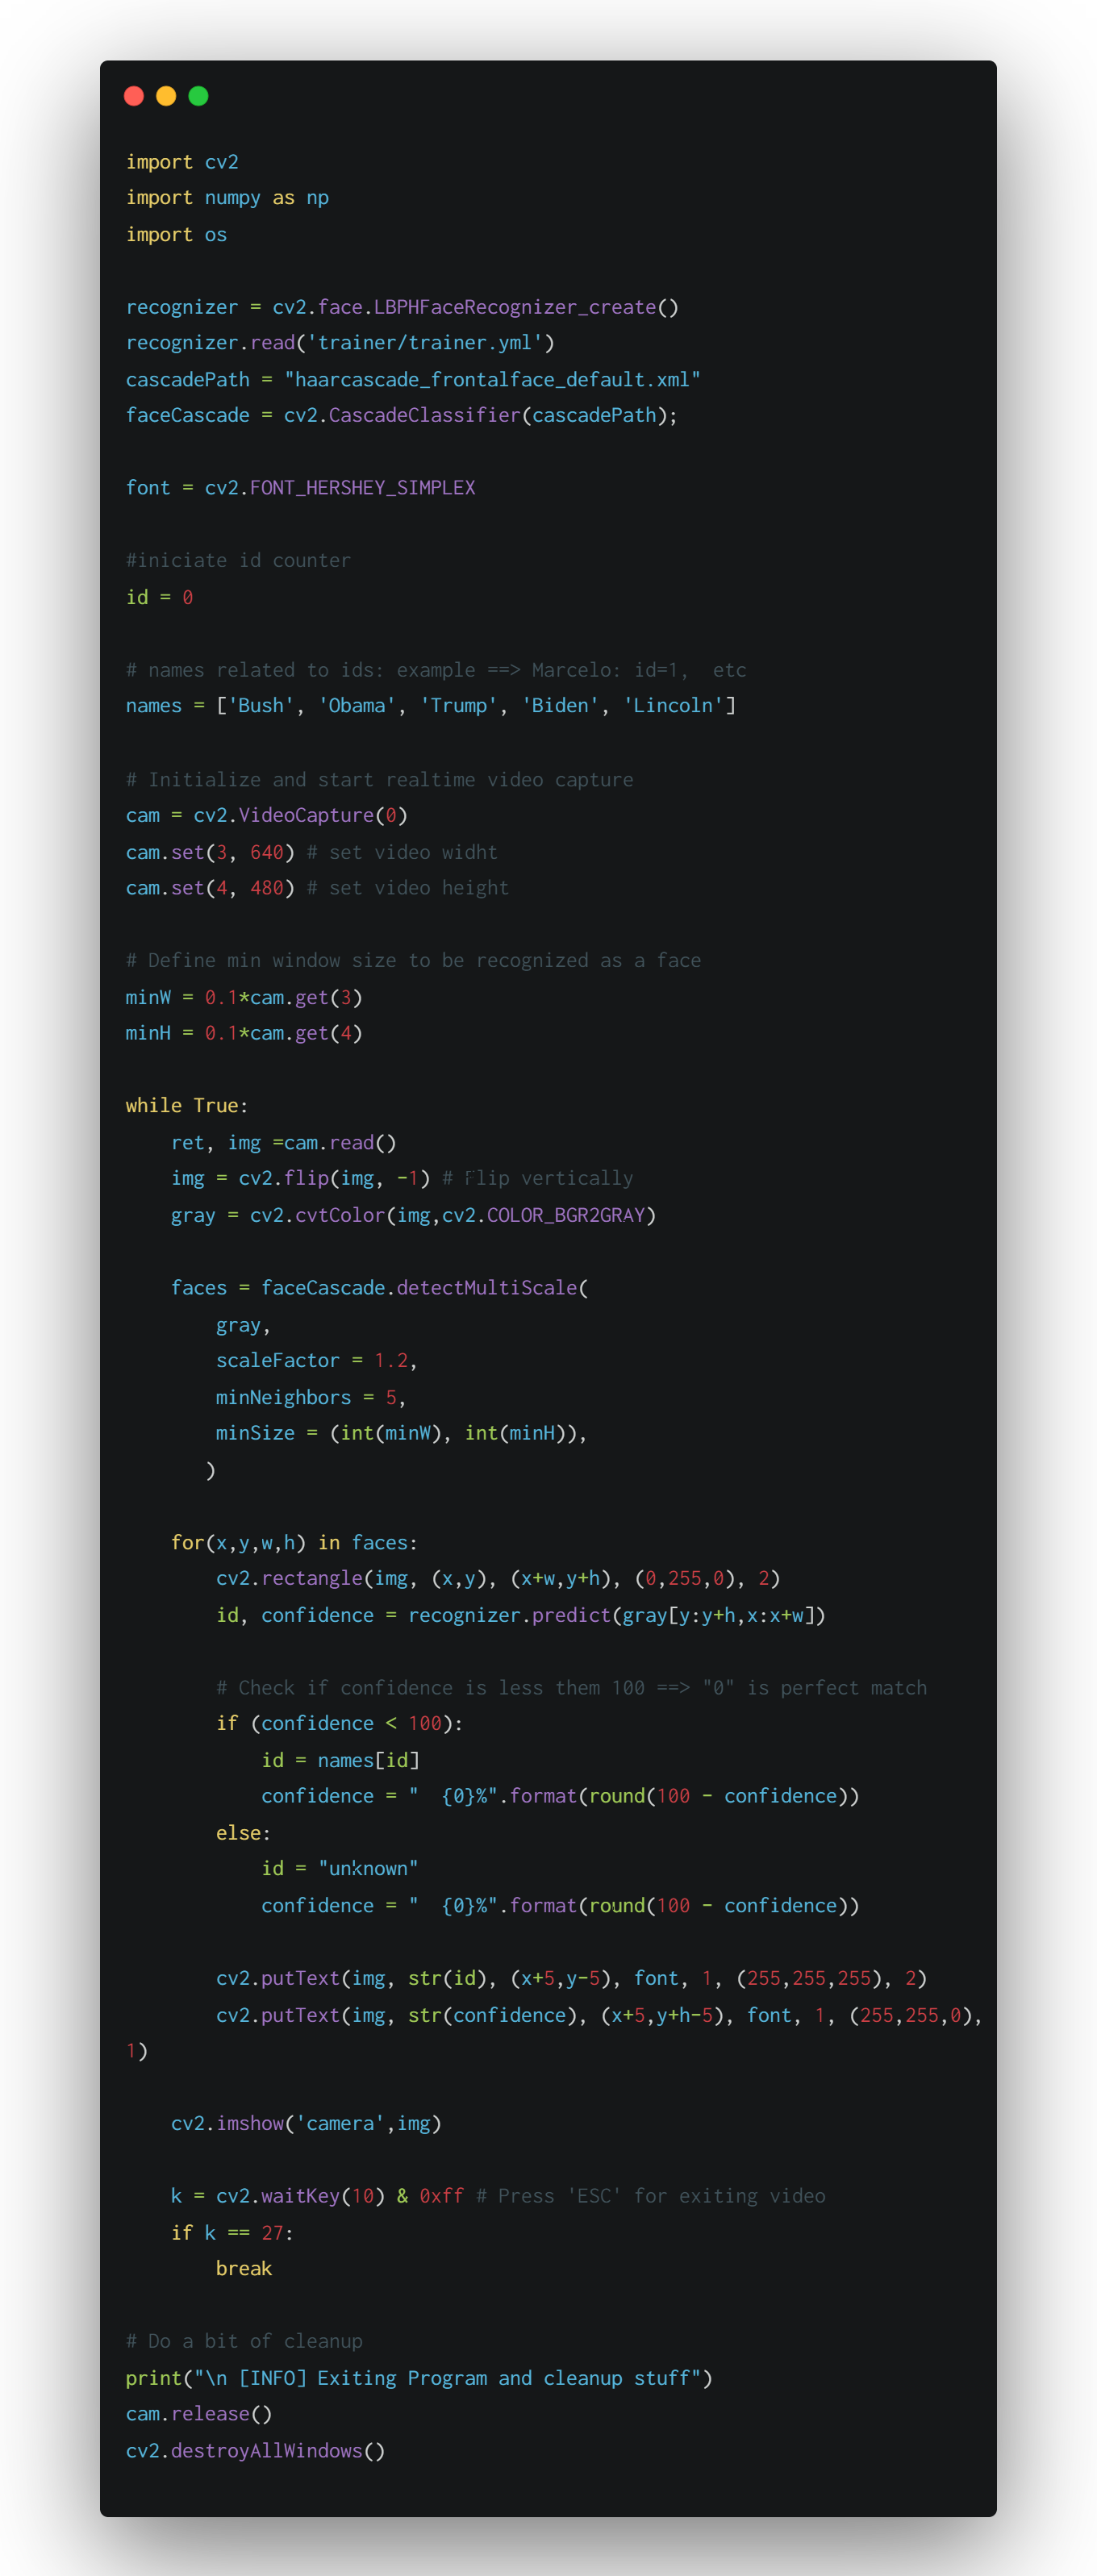 import cv2
import numpy as np
import os

recognizer = cv2.face.LBPHFaceRecognizer_create()
recognizer.read('trainer/trainer.yml')
cascadePath = "haarcascade_frontalface_default.xml"
faceCascade = cv2.CascadeClassifier(cascadePath);

font = cv2.FONT_HERSHEY_SIMPLEX

#iniciate id counter
id = 0

# names related to ids: example ==> Marcelo: id=1,  etc
names = ['Bush', 'Obama', 'Trump', 'Biden', 'Lincoln']

# Initialize and start realtime video capture
cam = cv2.VideoCapture(0)
cam.set(3, 640) # set video widht
cam.set(4, 480) # set video height

# Define min window size to be recognized as a face
minW = 0.1*cam.get(3)
minH = 0.1*cam.get(4)

while True:
    ret, img =cam.read()
    img = cv2.flip(img, -1) # Flip vertically
    gray = cv2.cvtColor(img,cv2.COLOR_BGR2GRAY)

    faces = faceCascade.detectMultiScale(
        gray,
        scaleFactor = 1.2,
        minNeighbors = 5,
        minSize = (int(minW), int(minH)),
       )

    for(x,y,w,h) in faces:
        cv2.rectangle(img, (x,y), (x+w,y+h), (0,255,0), 2)
        id, confidence = recognizer.predict(gray[y:y+h,x:x+w])

        # Check if confidence is less them 100 ==> "0" is perfect match
        if (confidence < 100):
            id = names[id]
            confidence = "  {0}%".format(round(100 - confidence))
        else:
            id = "unknown"
            confidence = "  {0}%".format(round(100 - confidence))

        cv2.putText(img, str(id), (x+5,y-5), font, 1, (255,255,255), 2)
        cv2.putText(img, str(confidence), (x+5,y+h-5), font, 1, (255,255,0),
1)

    cv2.imshow('camera',img)

    k = cv2.waitKey(10) & 0xff # Press 'ESC' for exiting video
    if k == 27:
        break

# Do a bit of cleanup
print("\n [INFO] Exiting Program and cleanup stuff")
cam.release()
cv2.destroyAllWindows()